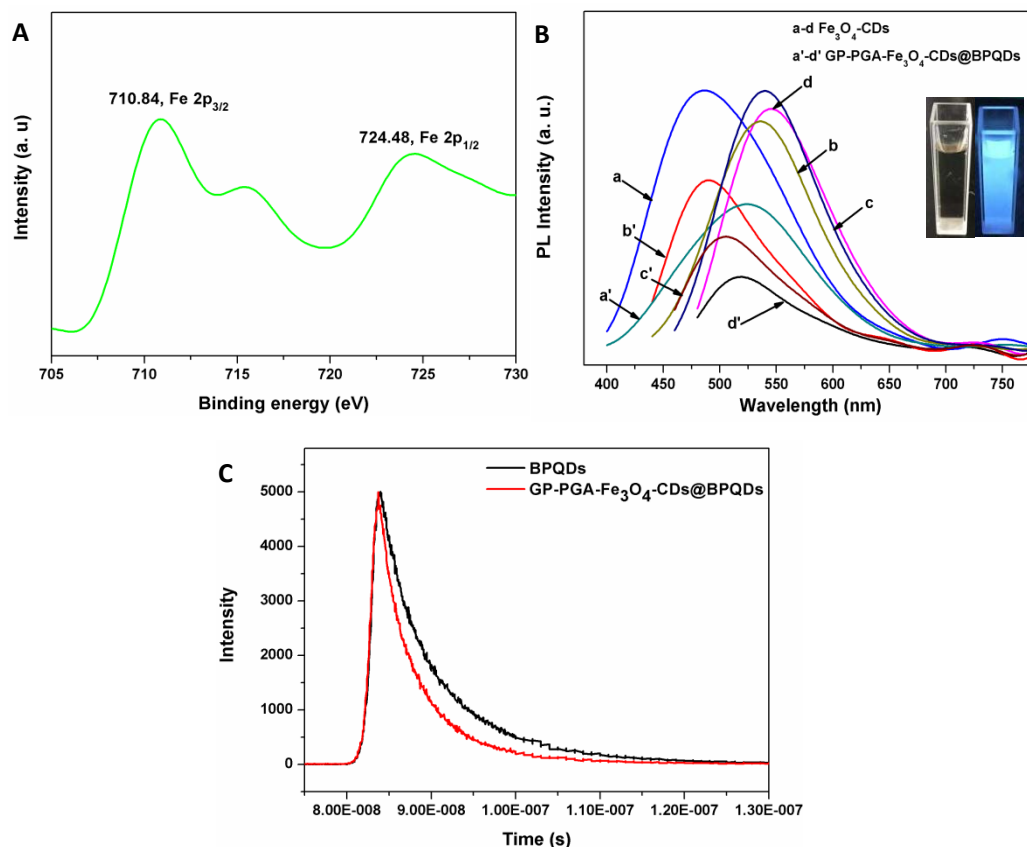 A
Intensity (a. u)
710.84, Fe 2p3/2
724.48, Fe 2p1/2
705 710 715 720 725 730
Binding energy (eV)
B
PL Intensity (a. u.)
a-d Fe3O4-CDs
a'-d' GP-PGA-Fe3O4-CDs@BPQDs
d
b
a
c
b'
c'
a'
d'
400 450 500 550 600 650 700 750
Wavelength (nm)
C
BPQDs
GP-PGA-Fe3O4-CDs@BPQDs
Intensity
5000
4000
3000
2000
1000
0
8.00E-008 9.00E-008 1.00E-007 1.10E-007 1.20E-007 1.30E-007
Time (s)